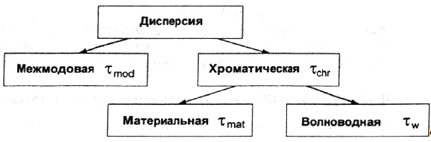 Дисперсия
Межмодовая τmod
Хроматическая τchr
Материальная τmat
Волноводная τw